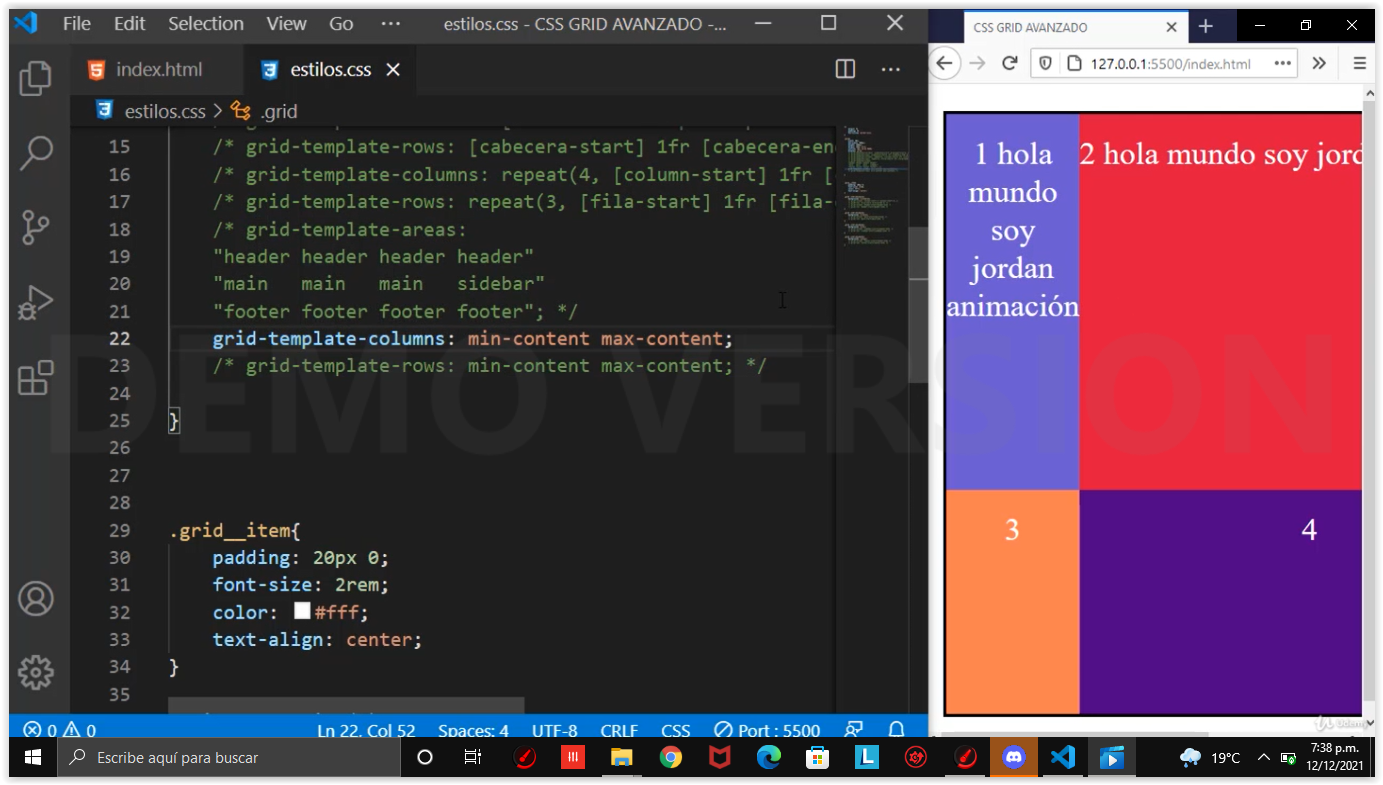 File Edit Selection View Go ··· estilos.css - CSS GRID AVANZADO -...
index.html estilos.css
estilos.css > .grid
15 /* grid-template-rows: [cabecera-start] 1fr [cabecera-en
16 /* grid-template-columns: repeat(4, [column-start] 1fr [
17 /* grid-template-rows: repeat(3, [fila-start] 1fr [fila-
18 /* grid-template-areas:
19 "header header header header"
20 "main   main   main   sidebar"
21 "footer footer footer footer"; */
22 grid-template-columns: min-content max-content;
23 /* grid-template-rows: min-content max-content; */
24
25 }
26
27
28
29 .grid__item{
30 padding: 20px 0;
31 font-size: 2rem;
32 color: #fff;
33 text-align: center;
34 }
35
DEMO VERSION
0 0 Ln 22, Col 52 Spaces: 4 UTF-8 CRLF CSS Port : 5500
CSS GRID AVANZADO
127.0.0.1:5500/index.html
1 hola
mundo
soy
jordan
animación
2 hola mundo soy jord
3
4
Udemy
Escribe aquí para buscar
19°C
7:38 p.m.
12/12/2021